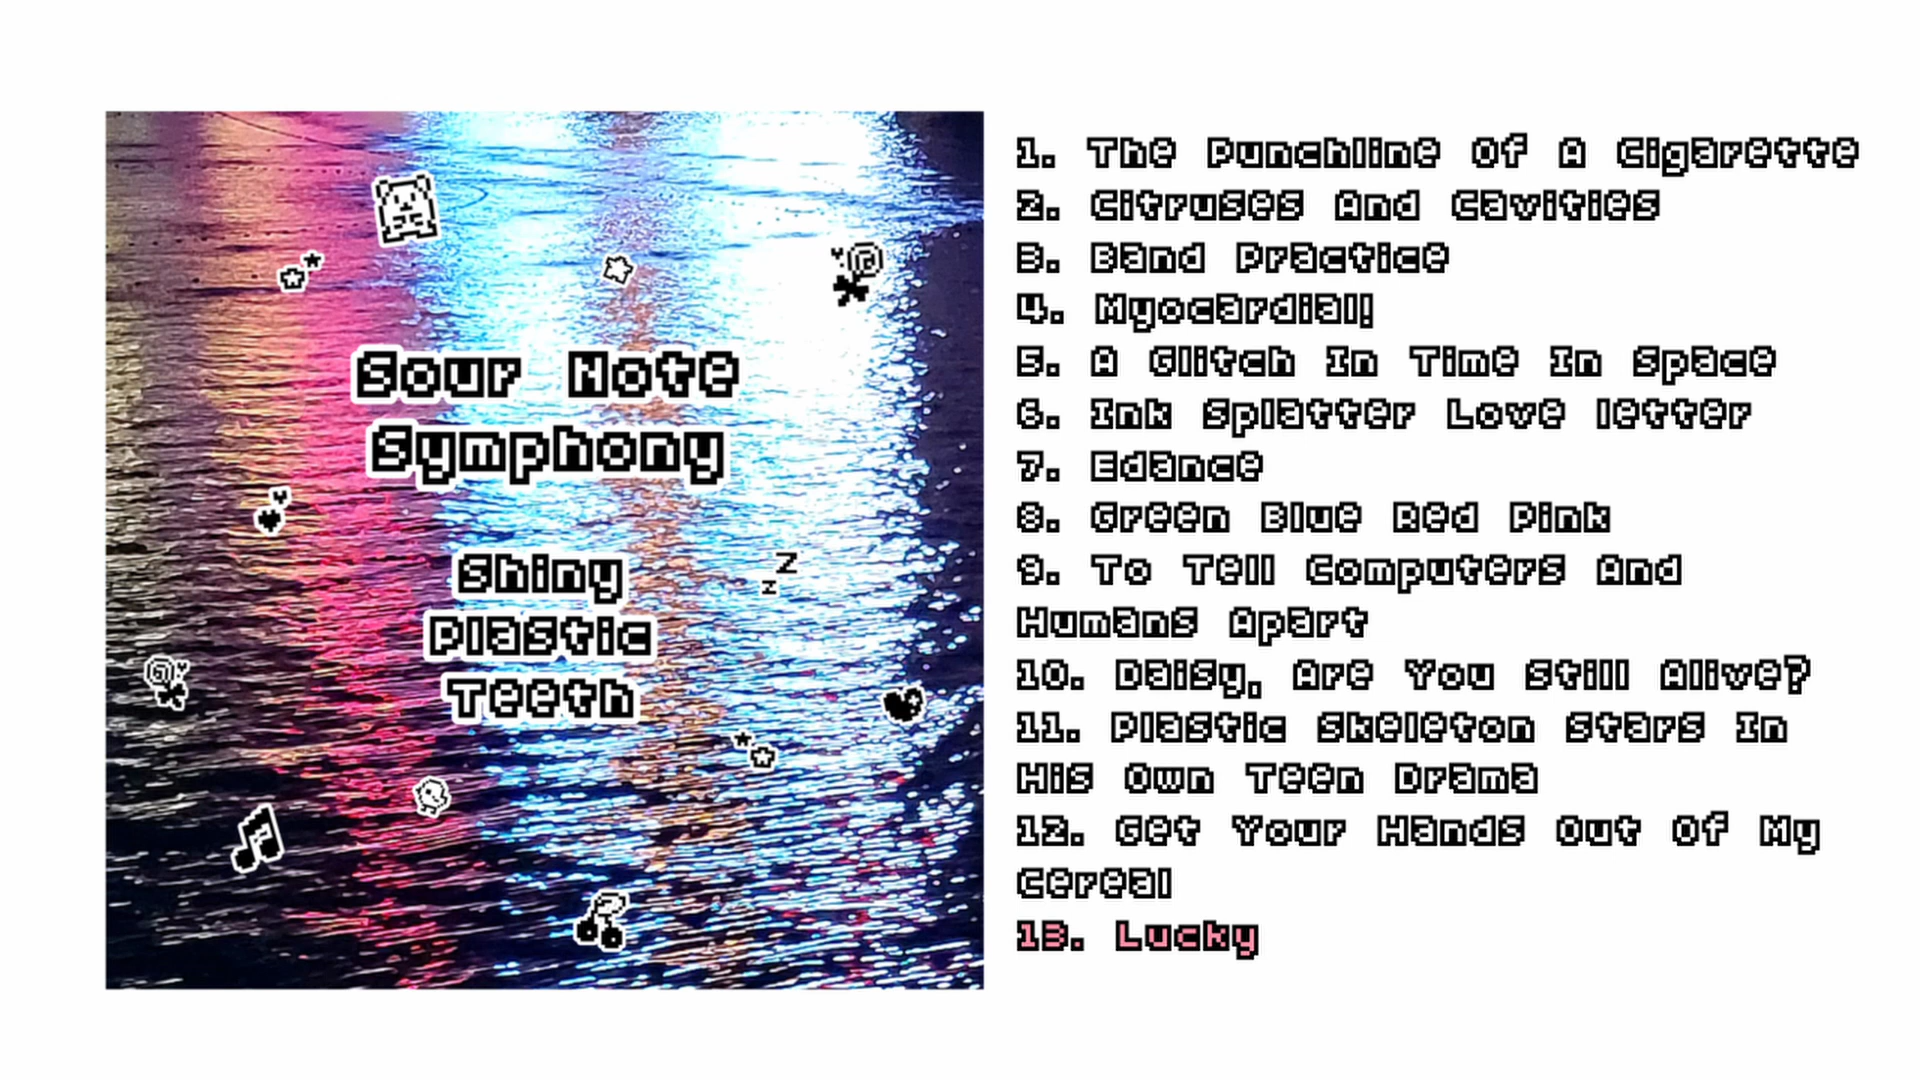 Sour Note
Symphony
Shiny
Plastic
Teeth
z
z
1. The Punchline Of A Cigarette
2. Citruses And Cavities
3. Band Practice
4. Myocardial!
5. A Glitch In Time In Space
6. Ink Splatter Love letter
7. Edance
8. Green Blue Red Pink
9. To Tell Computers And
Humans Apart
10. Daisy, Are You Still Alive?
11. Plastic Skeleton Stars In
His Own Teen Drama
12. Get Your Hands Out Of My
Cereal
13. Lucky